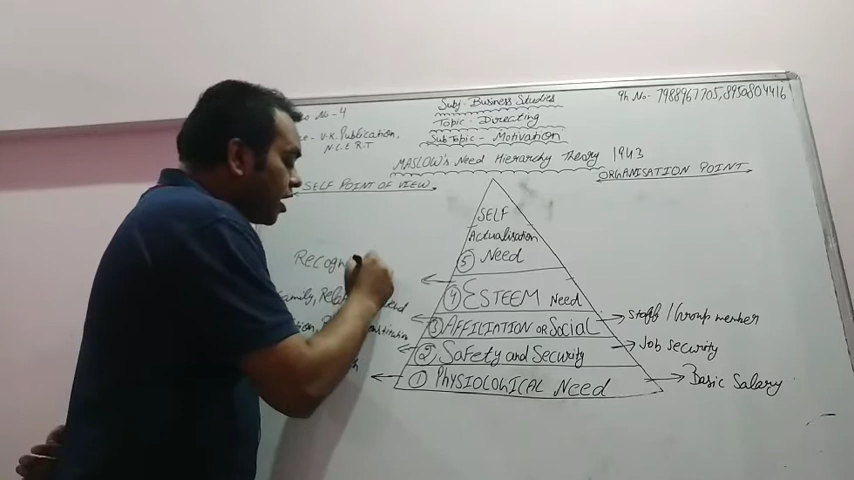 No - 4
V.K. Publication,
N.C.E R.T
Subj- Business Studies
Topic- Directing
Sub Topic - Motivation
Ph No- 7988967705, 8950804416
MASLOW's Need Hierarchy Theory 1943
SELF POINT OF VIEW
ORGANISATION POINT
SELF
Actualisation
Need
5
Recogn
4 ESTEEM Need
Family,
3 AFFILIATION OR Social
Staff / Group member
2 Safety and Security
Job security
1 PHYSIOLOGICAL Need
Basic Salary